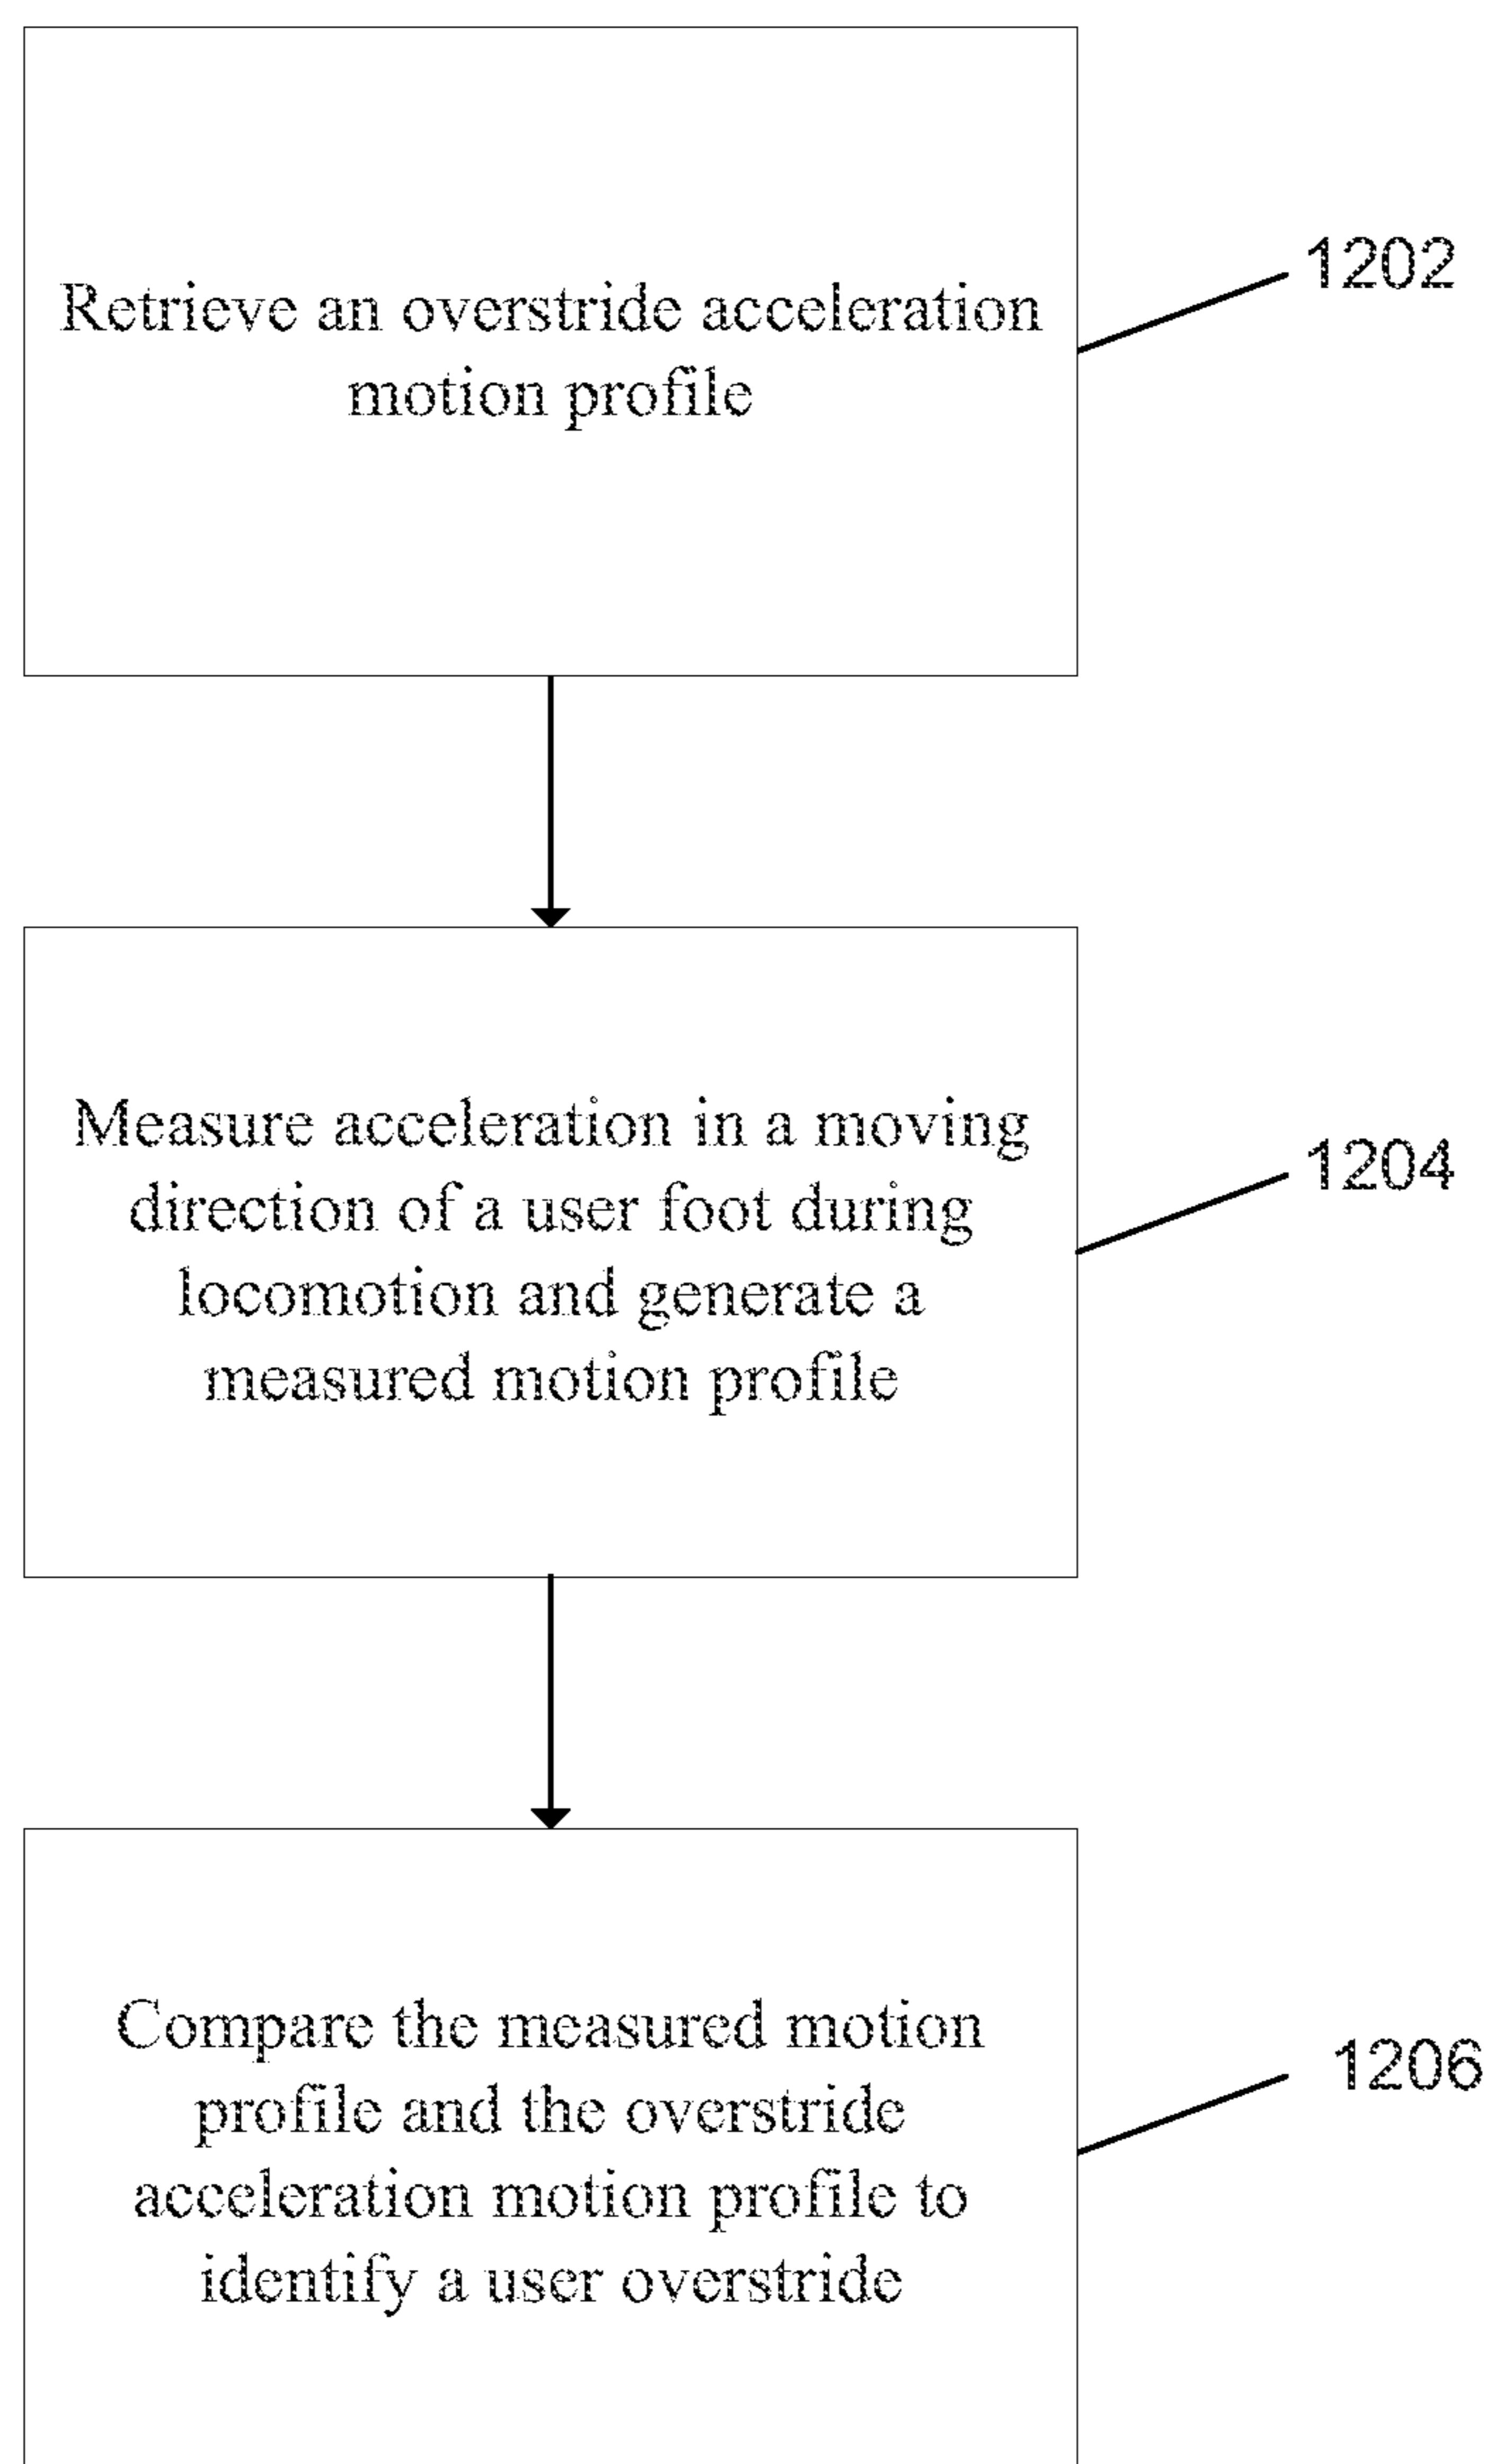 Retrieve an overstride acceleration
motion profile
1202
Measure acceleration in a moving
direction of a user foot during
locomotion and generate a
measured motion profile
1204
Compare the measured motion
profile and the overstride
acceleration motion profile to
identify a user overstride
1206